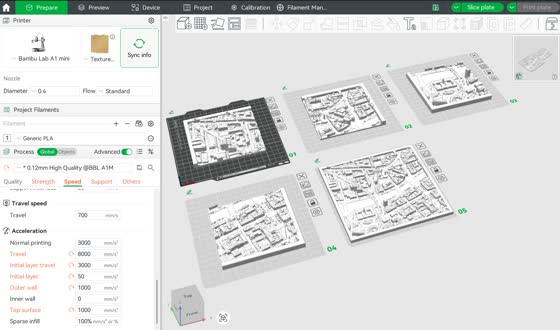 Prepare Preview Device Project Calibration Filament Man... Slice plate Print plate
Printer
Bambu Lab A1 mini Texture... Sync info
Nozzle
Diameter 0.4 Flow Standard
Project Filaments
Filament
1 Generic PLA
Process Global Objects Advanced
* 0.12mm High Quality @BBL A1M
Quality Strength Speed Support Others
Travel speed
Travel 700 mm/s
Acceleration
Normal printing 3000 mm/s²
Travel 8000 mm/s²
Initial layer travel 3000 mm/s²
Initial layer 50 mm/s²
Outer wall 1000 mm/s²
Inner wall 0 mm/s²
Top surface 1000 mm/s²
Sparse infill 100% mm/s² or %
01
02
03
04
05
Top
Front